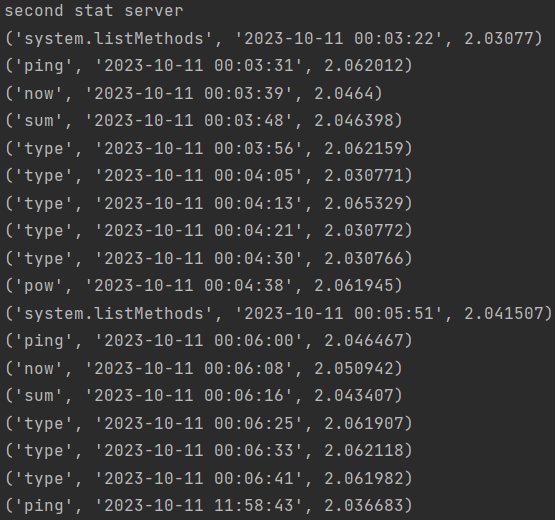 second stat server
('system.listMethods', '2023-10-11 00:03:22', 2.03077)
('ping', '2023-10-11 00:03:31', 2.062012)
('now', '2023-10-11 00:03:39', 2.0464)
('sum', '2023-10-11 00:03:48', 2.046398)
('type', '2023-10-11 00:03:56', 2.062159)
('type', '2023-10-11 00:04:05', 2.030771)
('type', '2023-10-11 00:04:13', 2.065329)
('type', '2023-10-11 00:04:21', 2.030772)
('type', '2023-10-11 00:04:30', 2.030766)
('pow', '2023-10-11 00:04:38', 2.061945)
('system.listMethods', '2023-10-11 00:05:51', 2.041507)
('ping', '2023-10-11 00:06:00', 2.046467)
('now', '2023-10-11 00:06:08', 2.050942)
('sum', '2023-10-11 00:06:16', 2.043407)
('type', '2023-10-11 00:06:25', 2.061907)
('type', '2023-10-11 00:06:33', 2.062118)
('type', '2023-10-11 00:06:41', 2.061982)
('ping', '2023-10-11 11:58:43', 2.036683)